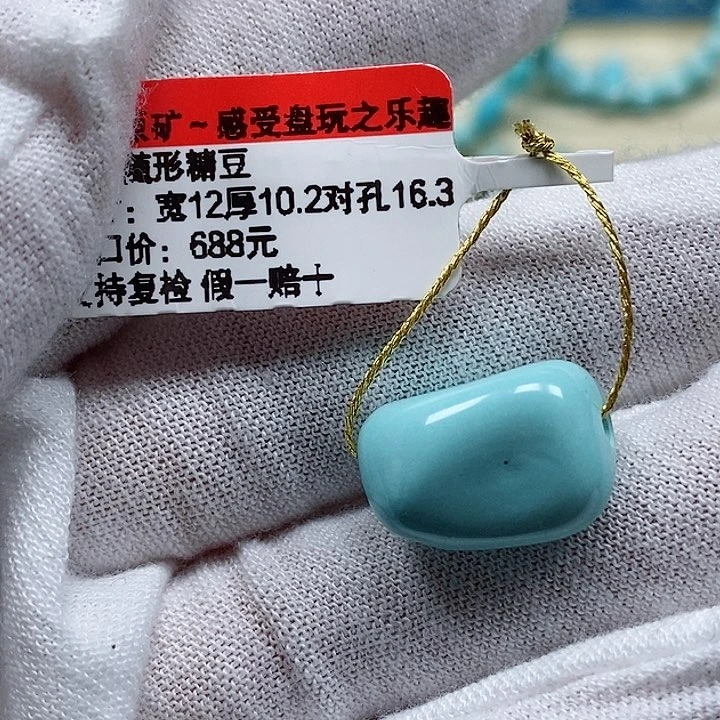 矿～感受盘玩之乐趣
形糖豆
：宽12厚10.2对孔16.3
口价：688元
持复检 假一赔十